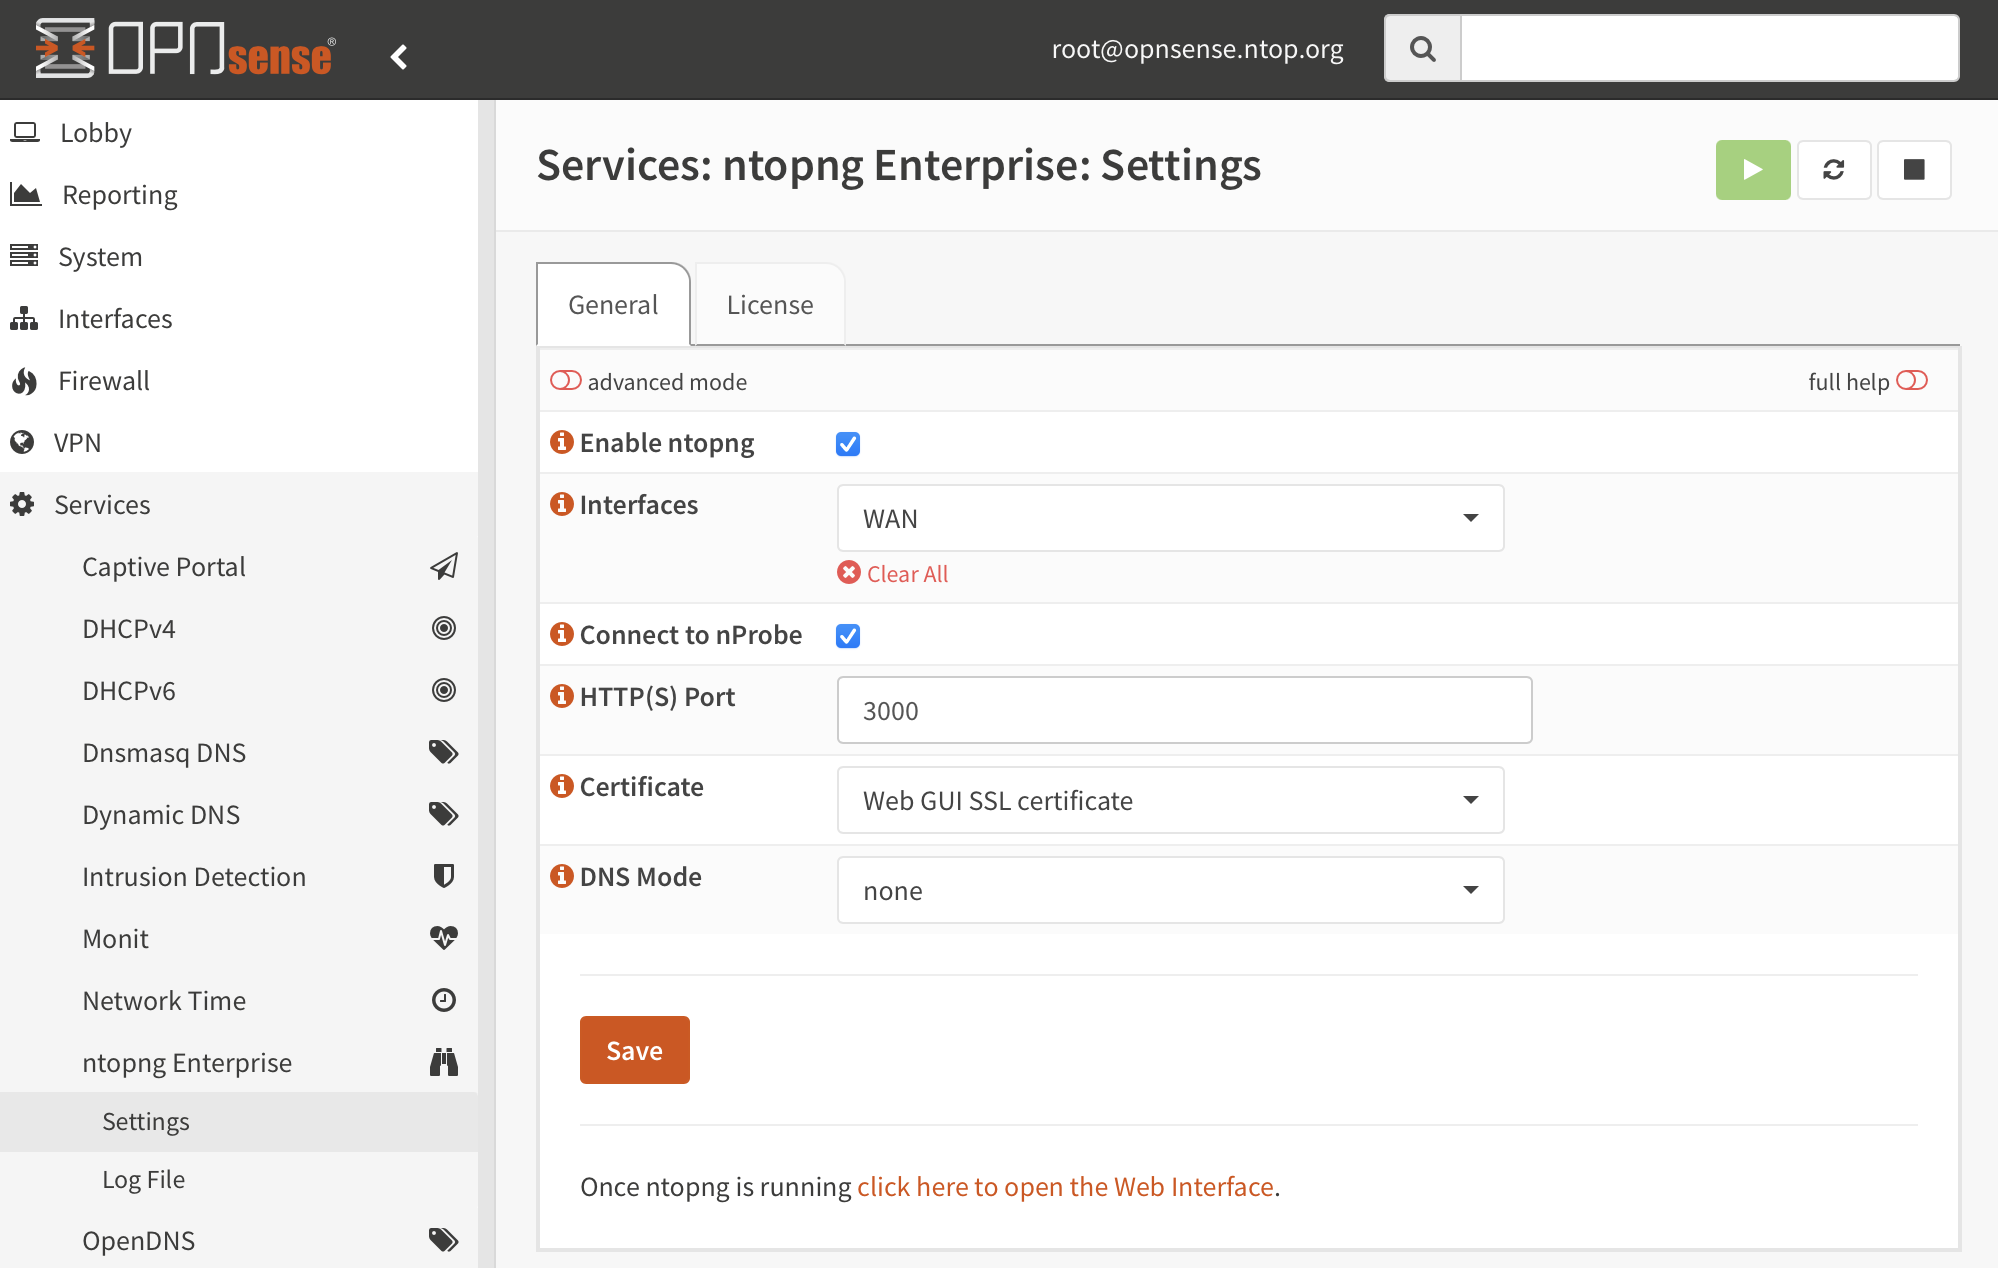 OPNsense®
root@opnsense.ntop.org
Lobby
Reporting
System
Interfaces
Firewall
VPN
Services
Captive Portal
DHCPv4
DHCPv6
Dnsmasq DNS
Dynamic DNS
Intrusion Detection
Monit
Network Time
ntopng Enterprise
Settings
Log File
OpenDNS
Services: ntopng Enterprise: Settings
General
License
advanced mode
full help
Enable ntopng
Interfaces
WAN
Clear All
Connect to nProbe
HTTP(S) Port
3000
Certificate
Web GUI SSL certificate
DNS Mode
none
Save
Once ntopng is running click here to open the Web Interface.